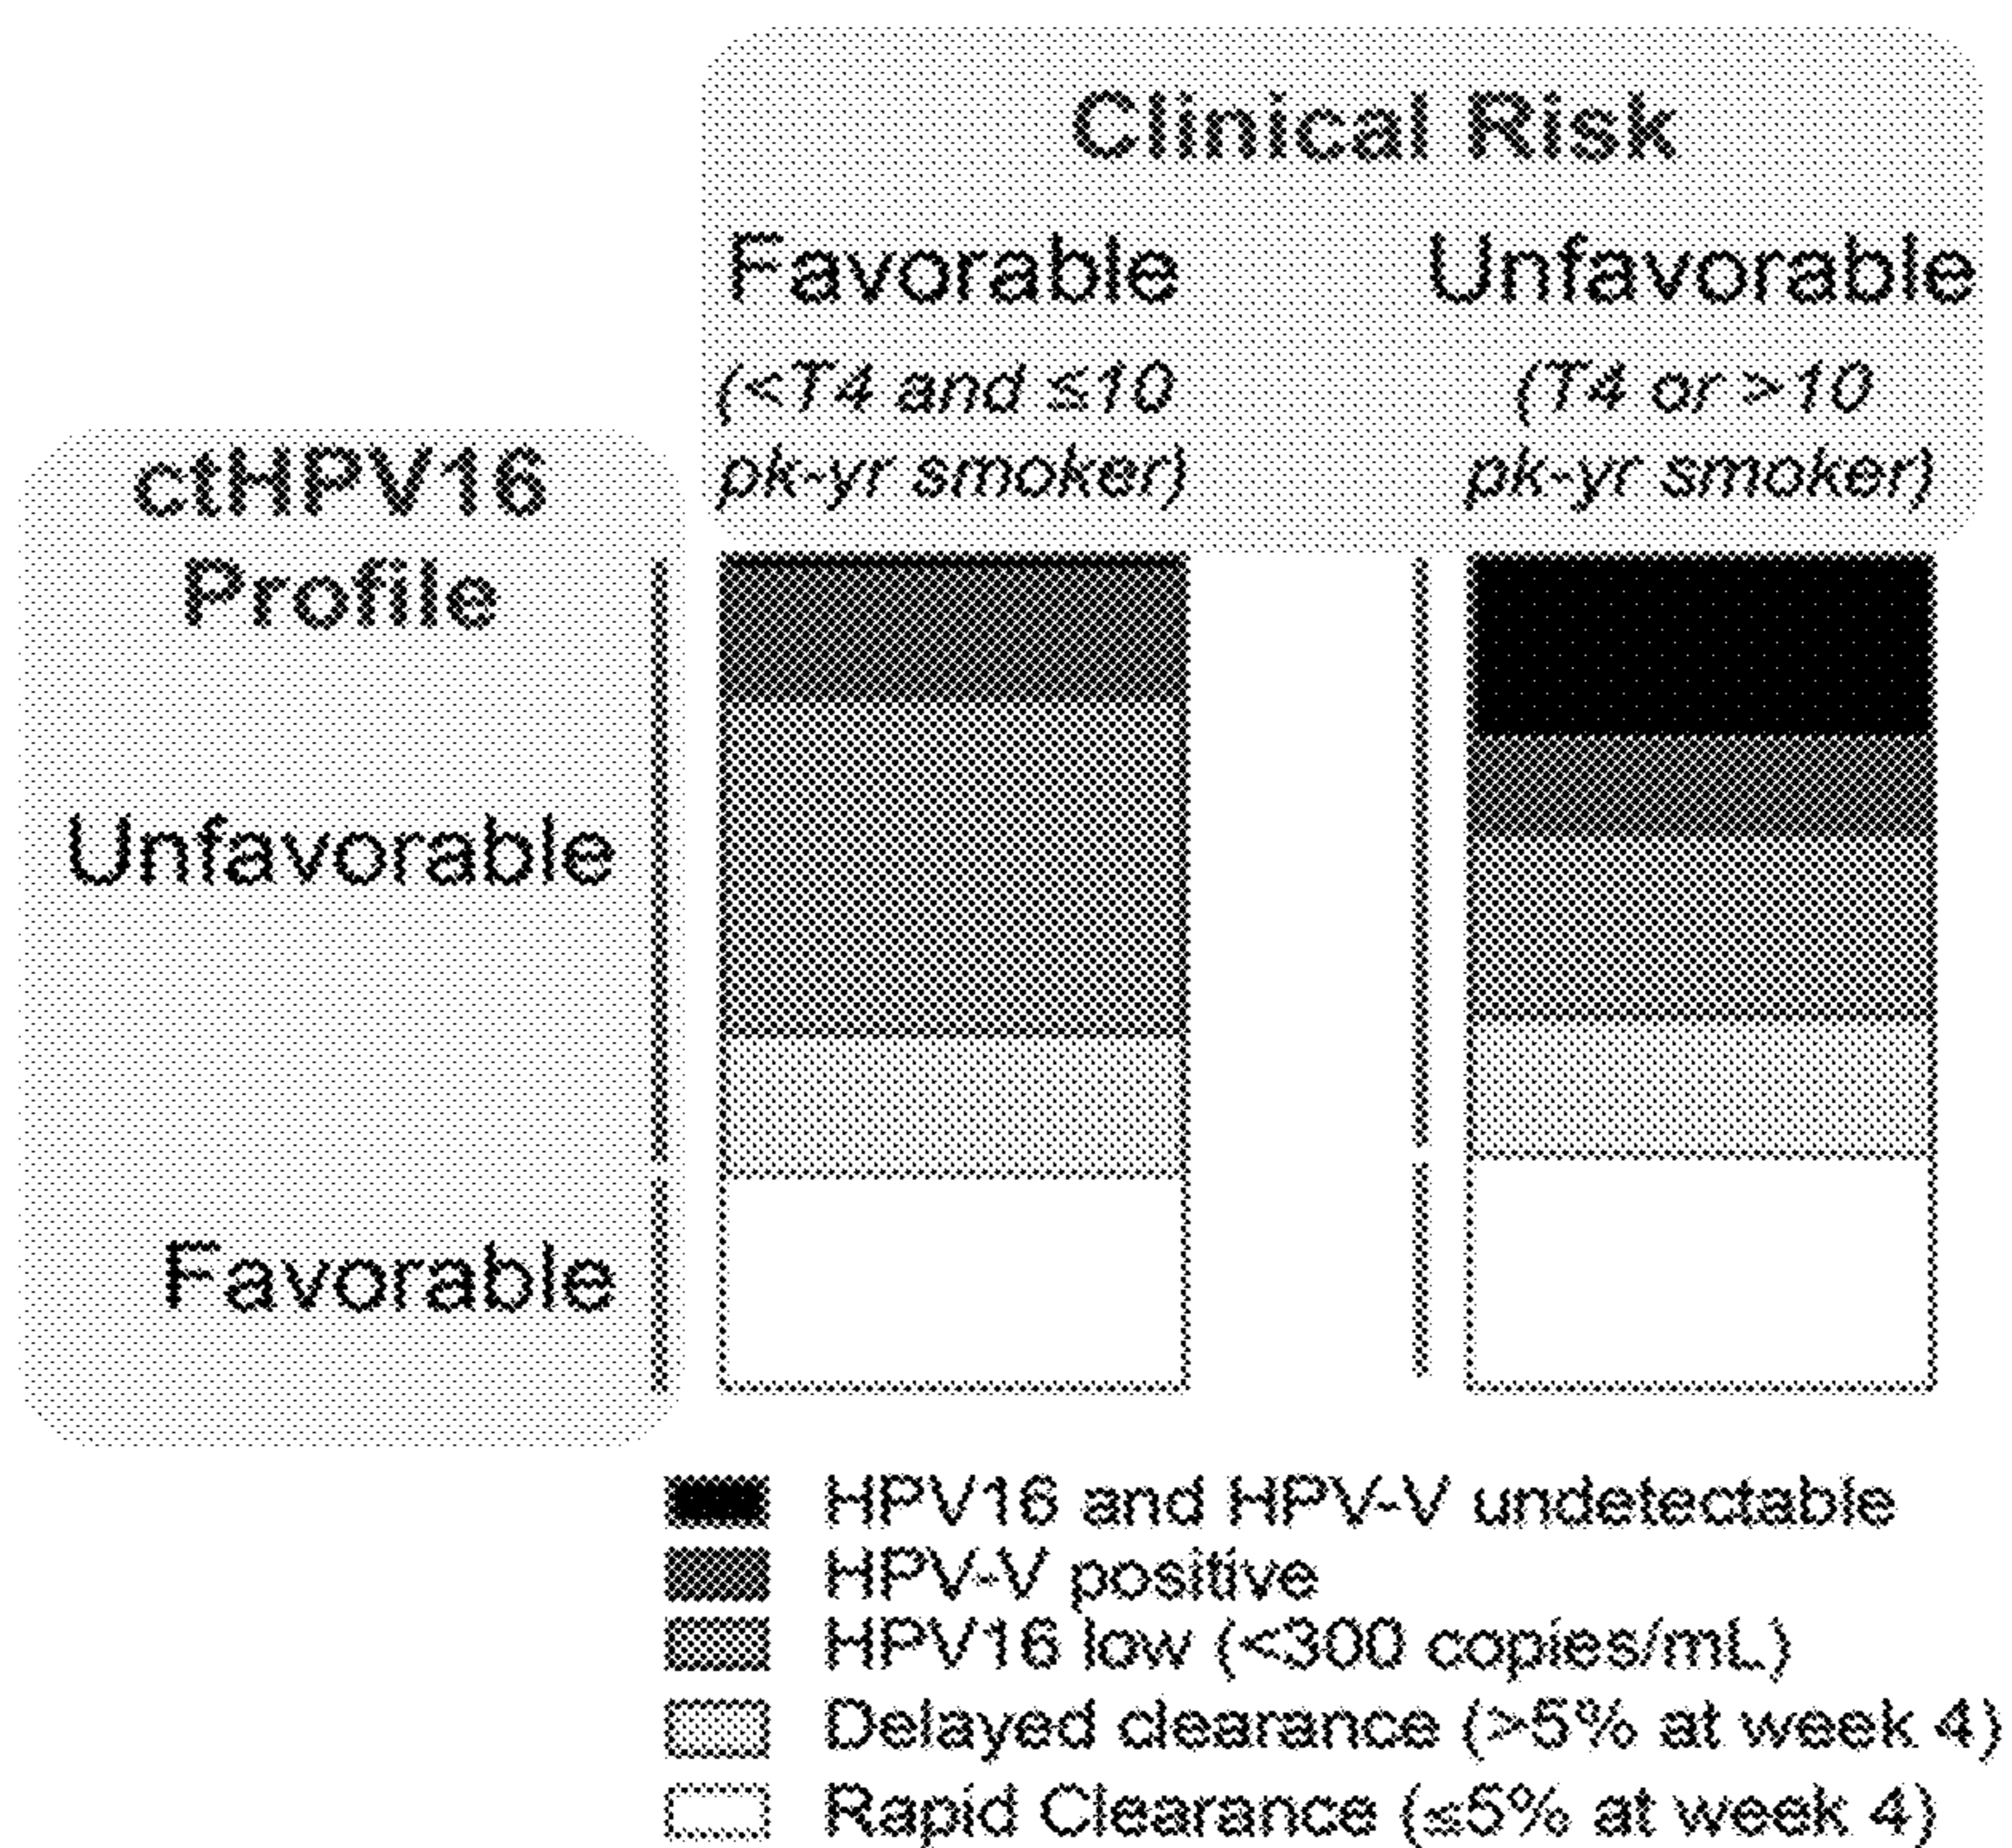 Clinical Risk
Favorable
(<T4 and ≤10
pk-yr smoker)
Unfavorable
(T4 or >10
pk-yr smoker)
ctHPV16
Profile
Unfavorable
Favorable
HPV16 and HPV-V undetectable
HPV-V positive
HPV16 low (<300 copies/mL)
Delayed clearance (>5% at week 4)
Rapid Clearance (≤5% at week 4)